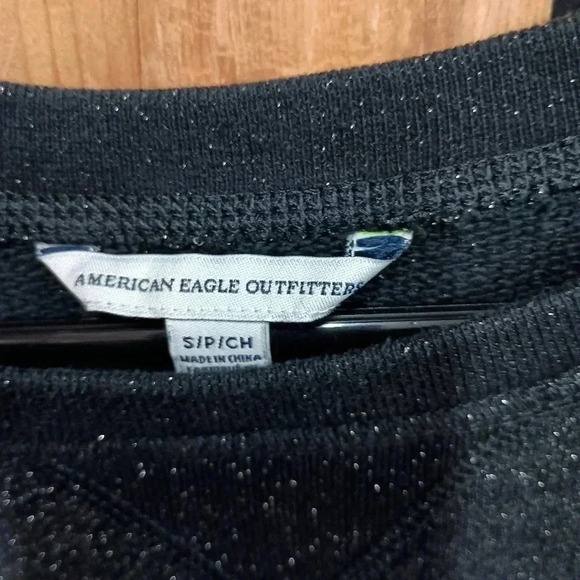 AMERICAN EAGLE OUTFITTERS
S/P/CH
MADE IN CHINA